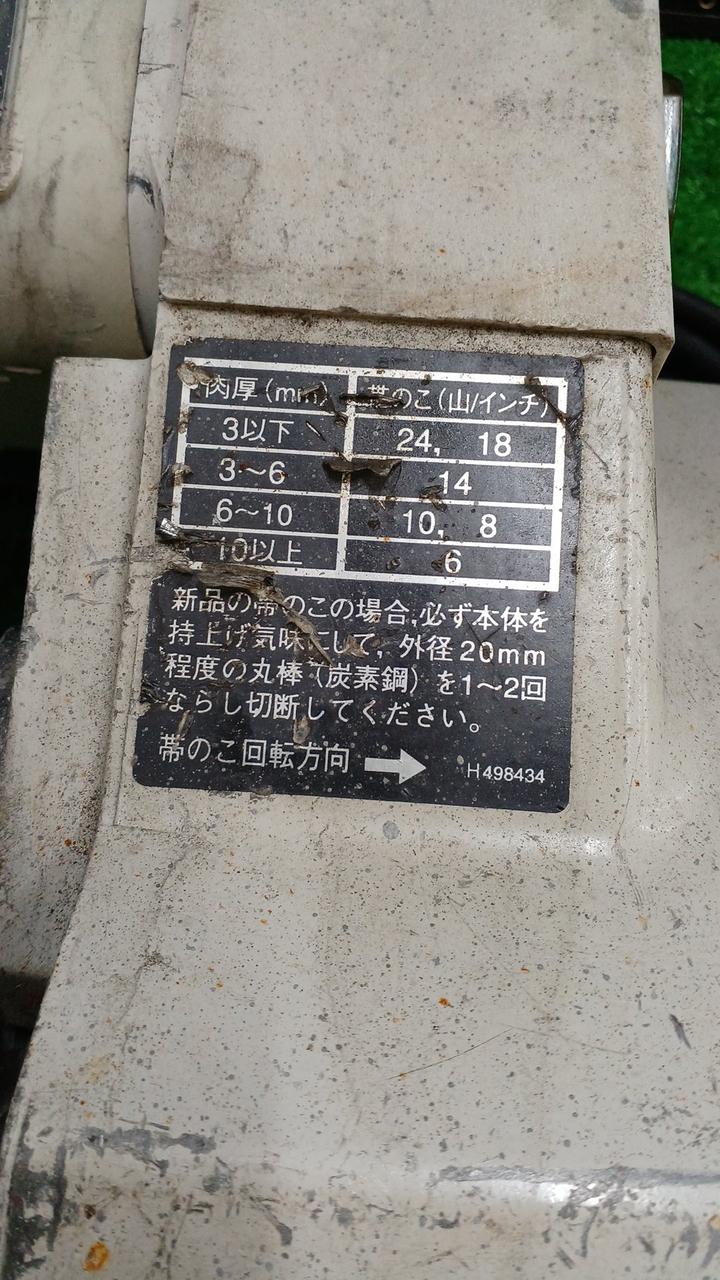 肉厚(mm) 帯のこ(山/インチ)
3以下 24, 18
3〜6 14
6〜10 10, 8
10以上 6
新品の帯のこの場合,必ず本体を
持上げ気味にして,外径20mm
程度の丸棒(炭素鋼)を1〜2回
ならし切断してください。
帯のこ回転方向 → H498434